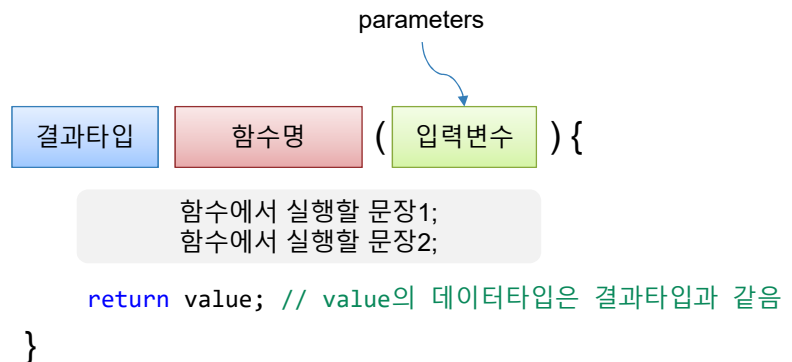 parameters
결과타입 함수명 ( 입력변수 ) {
함수에서 실행할 문장1;
함수에서 실행할 문장2;
return value; // value의 데이터타입은 결과타입과 같음
}